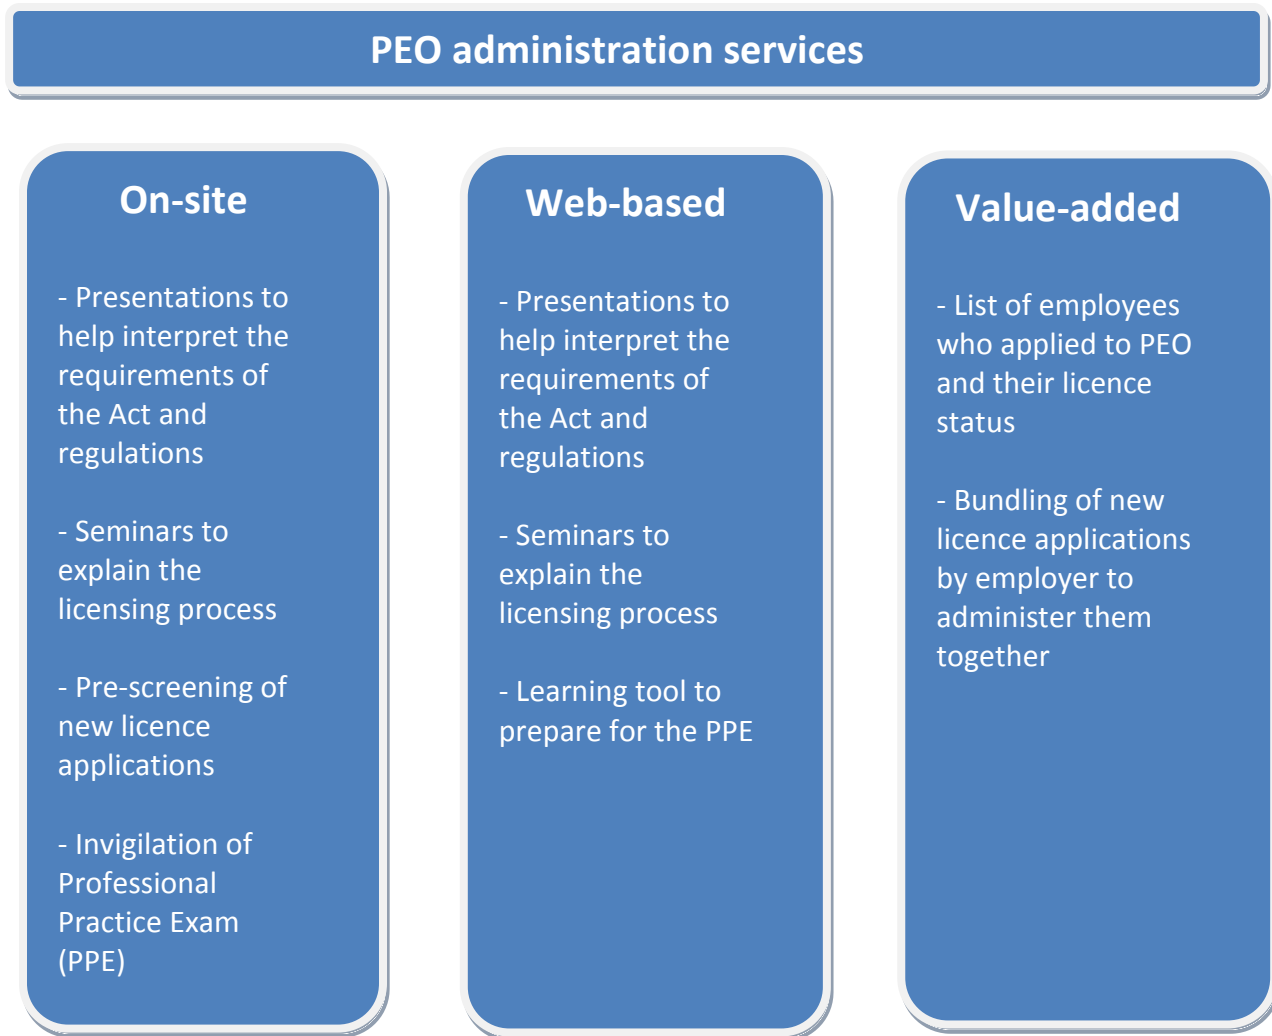 PEO administration services
On-site
- Presentations to
help interpret the
requirements of
the Act and
regulations
- Seminars to
explain the
licensing process
- Pre-screening of
new licence
applications
- Invigilation of
Professional
Practice Exam
(PPE)
Web-based
- Presentations to
help interpret the
requirements of
the Act and
regulations
- Seminars to
explain the
licensing process
- Learning tool to
prepare for the PPE
Value-added
- List of employees
who applied to PEO
and their licence
status
- Bundling of new
licence applications
by employer to
administer them
together